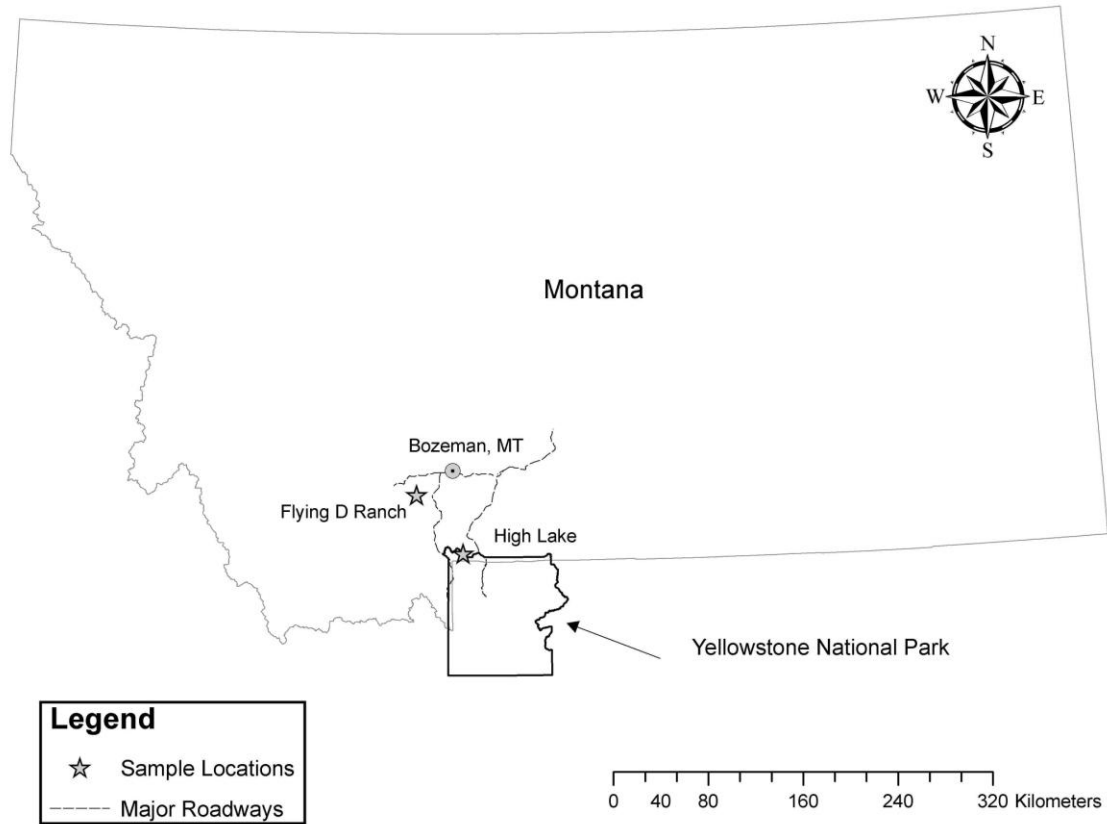 N
W E
S
Montana
Bozeman, MT
Flying D Ranch
High Lake
Yellowstone National Park
Legend
Sample Locations
Major Roadways
0 40 80 160 240 320 Kilometers